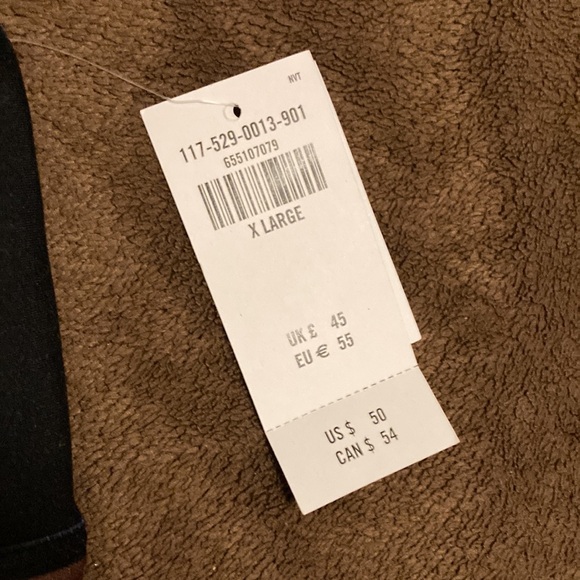 NVT
117-529-0013-901
655107079
X LARGE
UK £ 45
EU € 55
US $ 50
CAN $ 54